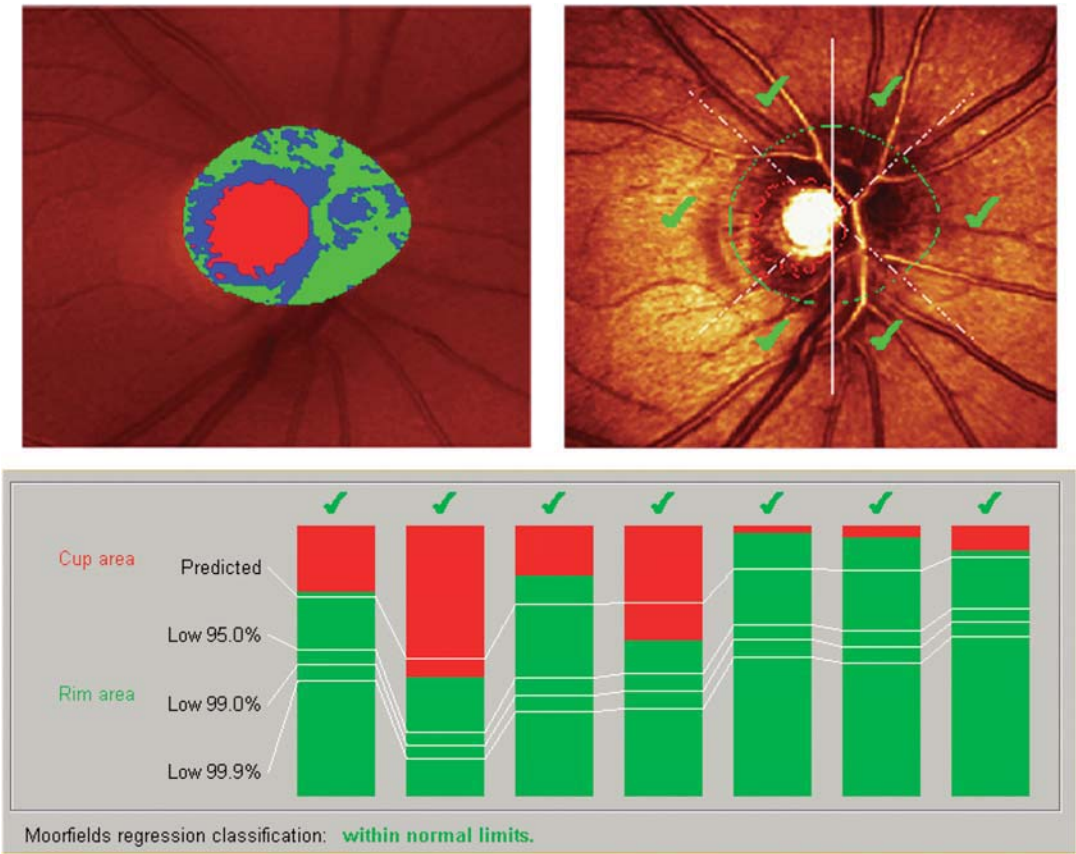 Cup area
Predicted
Low 95.0%
Rim area
Low 99.0%
Low 99.9%
Moorfields regression classification: within normal limits.